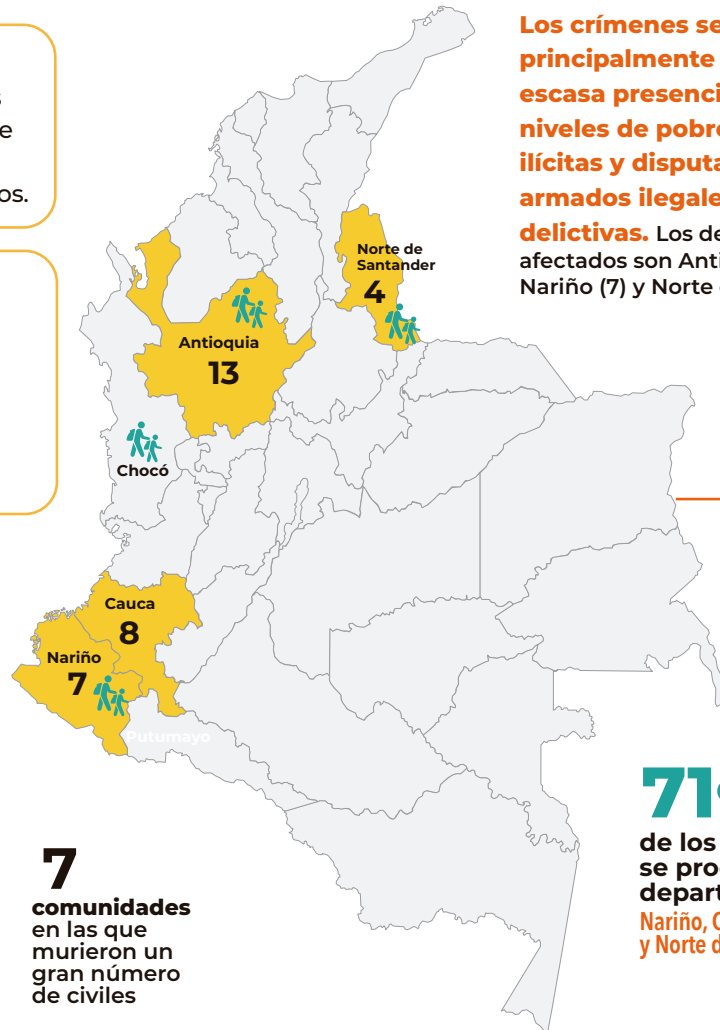 s
e
os.
Los crímenes se
principalmente
escasa presenci
niveles de pobre
ilícitas y disputa
armados ilegale
delictivas. Los de
afectados son Anti
Nariño (7) y Norte
Norte de
Santander
4
Antioquia
13
Chocó
Cauca
8
Nariño
7
Putumayo
7
comunidades
en las que
murieron un
gran número
de civiles
71
de los
se pro
depart
Nariño, C
y Norte d